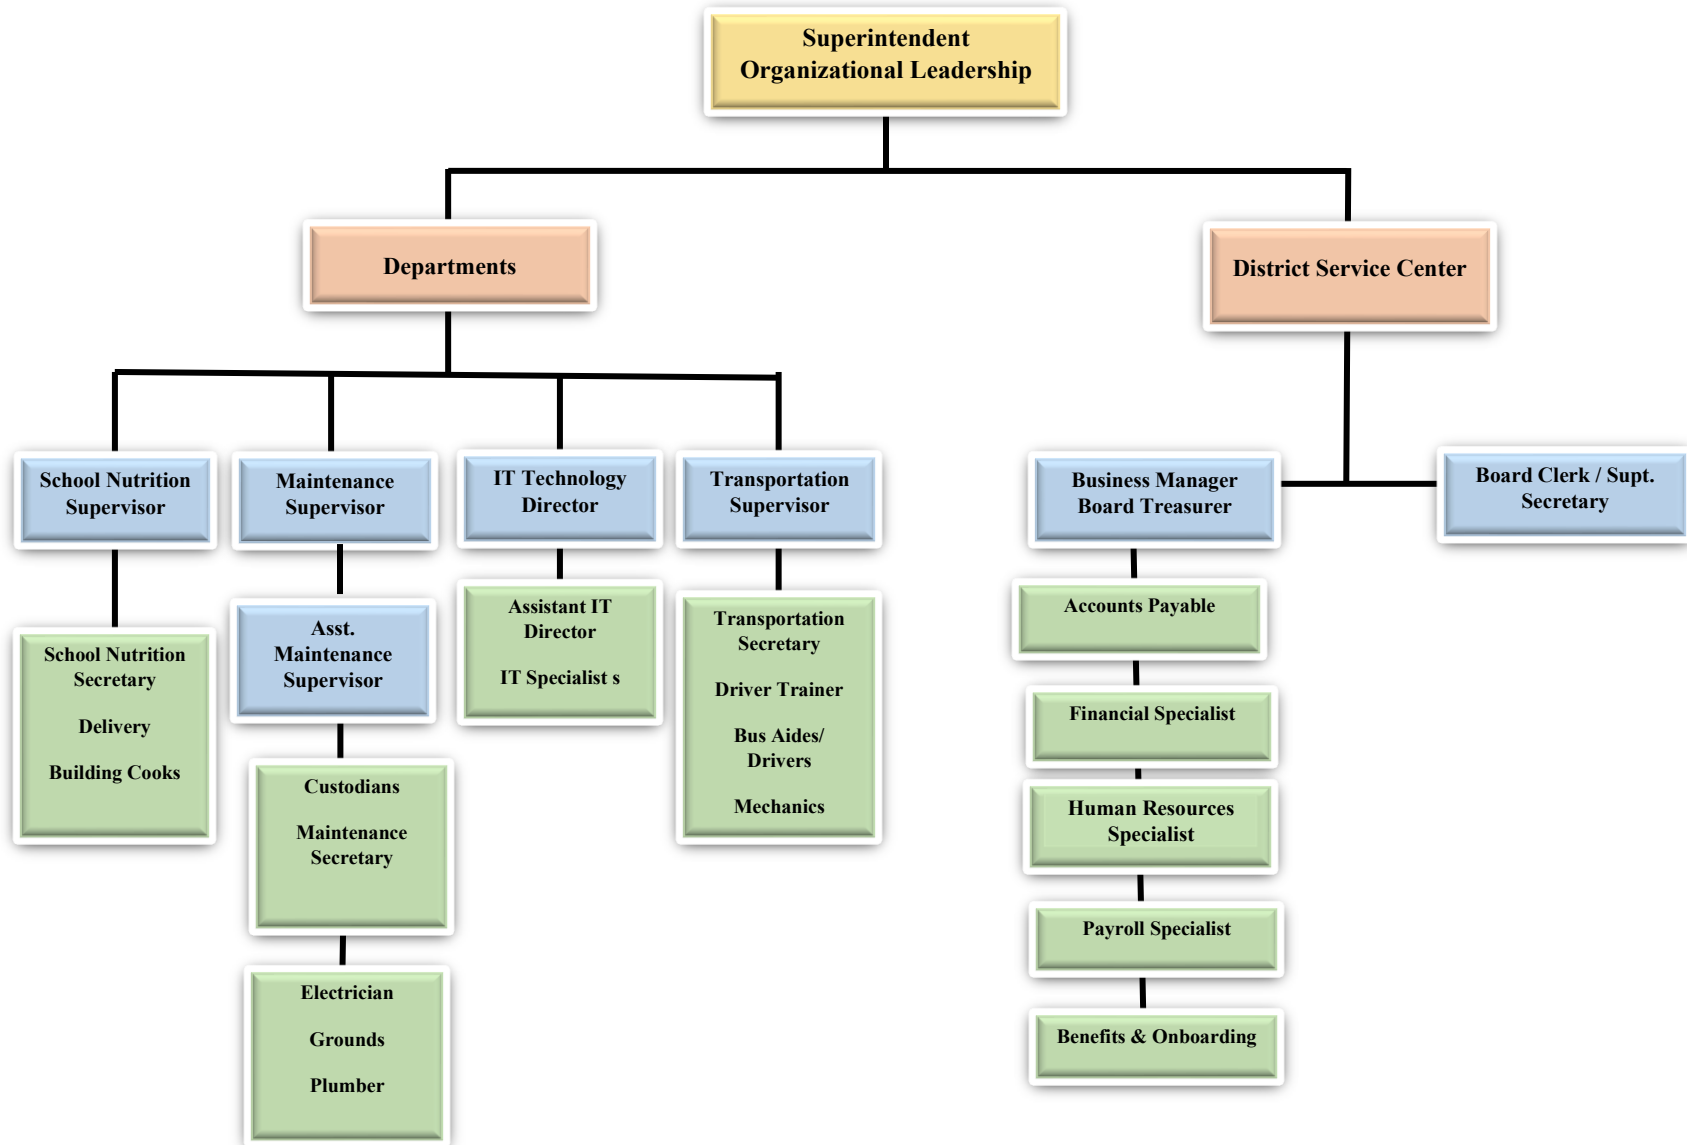 Superintendent
Organizational Leadership
Departments
District Service Center
School Nutrition
Supervisor
Maintenance
Supervisor
IT Technology
Director
Transportation
Supervisor
Business Manager
Board Treasurer
Board Clerk / Supt.
Secretary
School Nutrition
Secretary
Delivery
Building Cooks
Asst.
Maintenance
Supervisor
Custodians
Maintenance
Secretary
Electrician
Grounds
Plumber
Assistant IT
Director
IT Specialist s
Transportation
Secretary
Driver Trainer
Bus Aides/
Drivers
Mechanics
Accounts Payable
Financial Specialist
Human Resources
Specialist
Payroll Specialist
Benefits & Onboarding